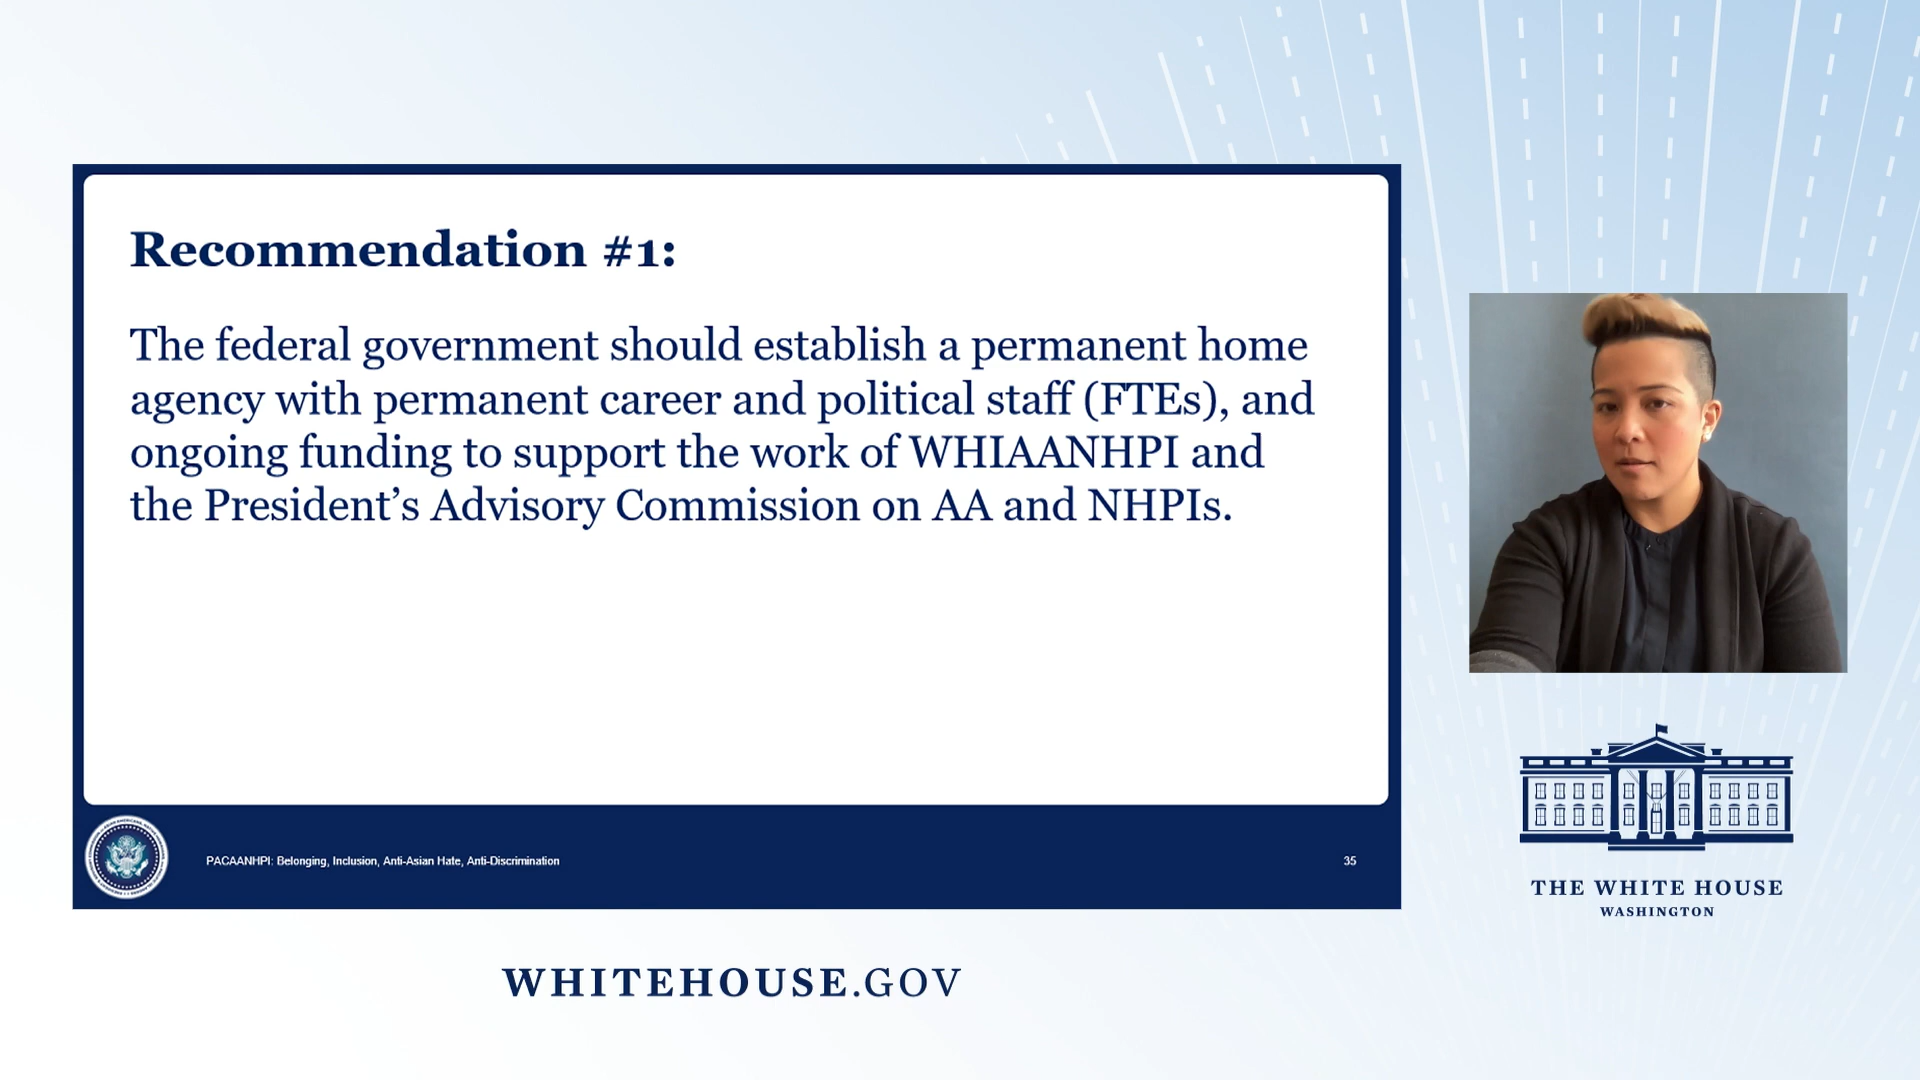 Recommendation #1:
The federal government should establish a permanent home
agency with permanent career and political staff (FTEs), and
ongoing funding to support the work of WHIAANHPI and
the President’s Advisory Commission on AA and NHPIs.
PACAANHPI: Belonging, Inclusion, Anti-Asian Hate, Anti-Discrimination
35
THE WHITE HOUSE
WASHINGTON
WHITEHOUSE.GOV